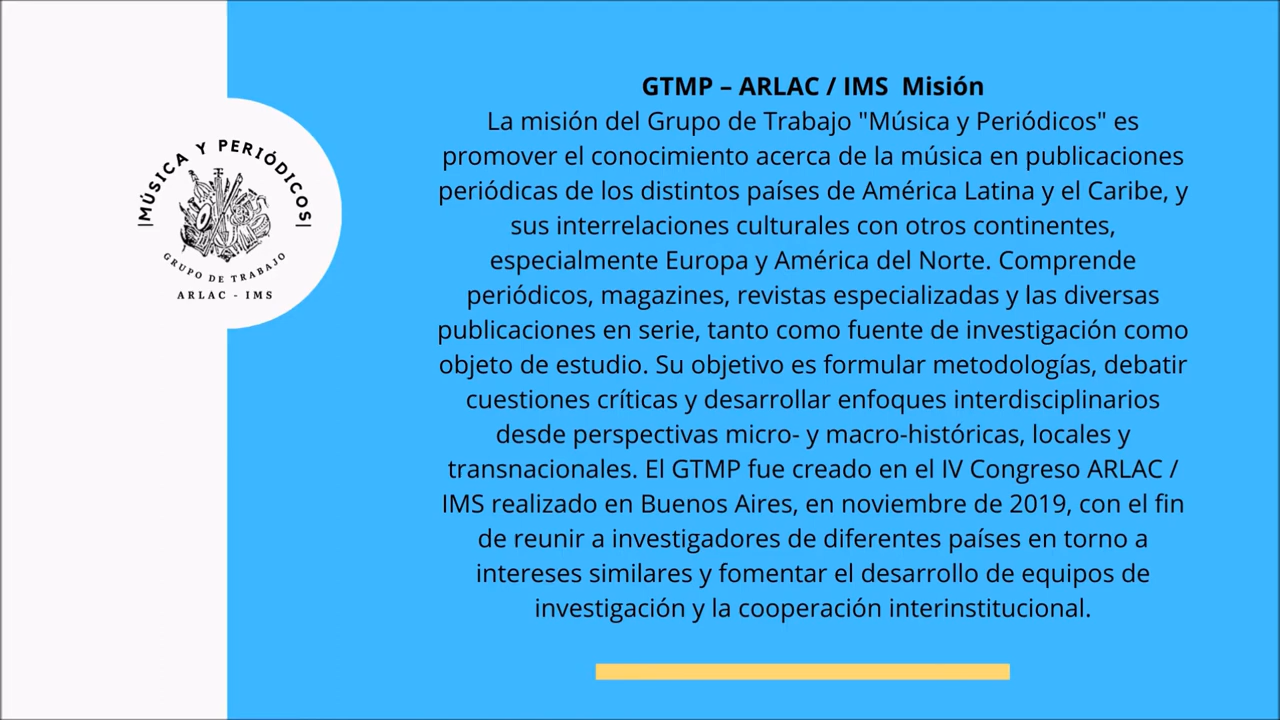 |MÚSICA Y PERIÓDICOS|
GRUPO DE TRABAJO
ARLAC - IMS
GTMP – ARLAC / IMS Misión
La misión del Grupo de Trabajo "Música y Periódicos" es
promover el conocimiento acerca de la música en publicaciones
periódicas de los distintos países de América Latina y el Caribe, y
sus interrelaciones culturales con otros continentes,
especialmente Europa y América del Norte. Comprende
periódicos, magazines, revistas especializadas y las diversas
publicaciones en serie, tanto como fuente de investigación como
objeto de estudio. Su objetivo es formular metodologías, debatir
cuestiones críticas y desarrollar enfoques interdisciplinarios
desde perspectivas micro- y macro-históricas, locales y
transnacionales. El GTMP fue creado en el IV Congreso ARLAC /
IMS realizado en Buenos Aires, en noviembre de 2019, con el fin
de reunir a investigadores de diferentes países en torno a
intereses similares y fomentar el desarrollo de equipos de
investigación y la cooperación interinstitucional.